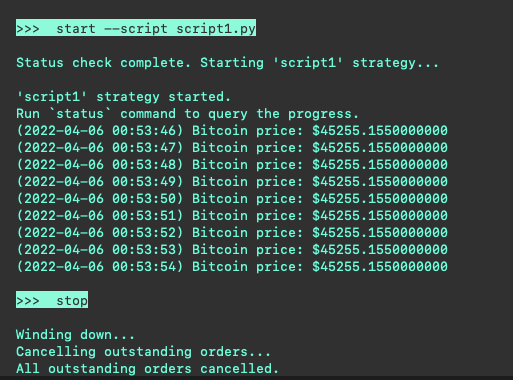 >>>  start --script script1.py
Status check complete. Starting 'script1' strategy...
'script1' strategy started.
Run `status` command to query the progress.
(2022-04-06 00:53:46) Bitcoin price: $45255.1550000000
(2022-04-06 00:53:47) Bitcoin price: $45255.1550000000
(2022-04-06 00:53:48) Bitcoin price: $45255.1550000000
(2022-04-06 00:53:49) Bitcoin price: $45255.1550000000
(2022-04-06 00:53:50) Bitcoin price: $45255.1550000000
(2022-04-06 00:53:51) Bitcoin price: $45255.1550000000
(2022-04-06 00:53:52) Bitcoin price: $45255.1550000000
(2022-04-06 00:53:53) Bitcoin price: $45255.1550000000
(2022-04-06 00:53:54) Bitcoin price: $45255.1550000000
>>>  stop
Winding down...
Cancelling outstanding orders...
All outstanding orders cancelled.